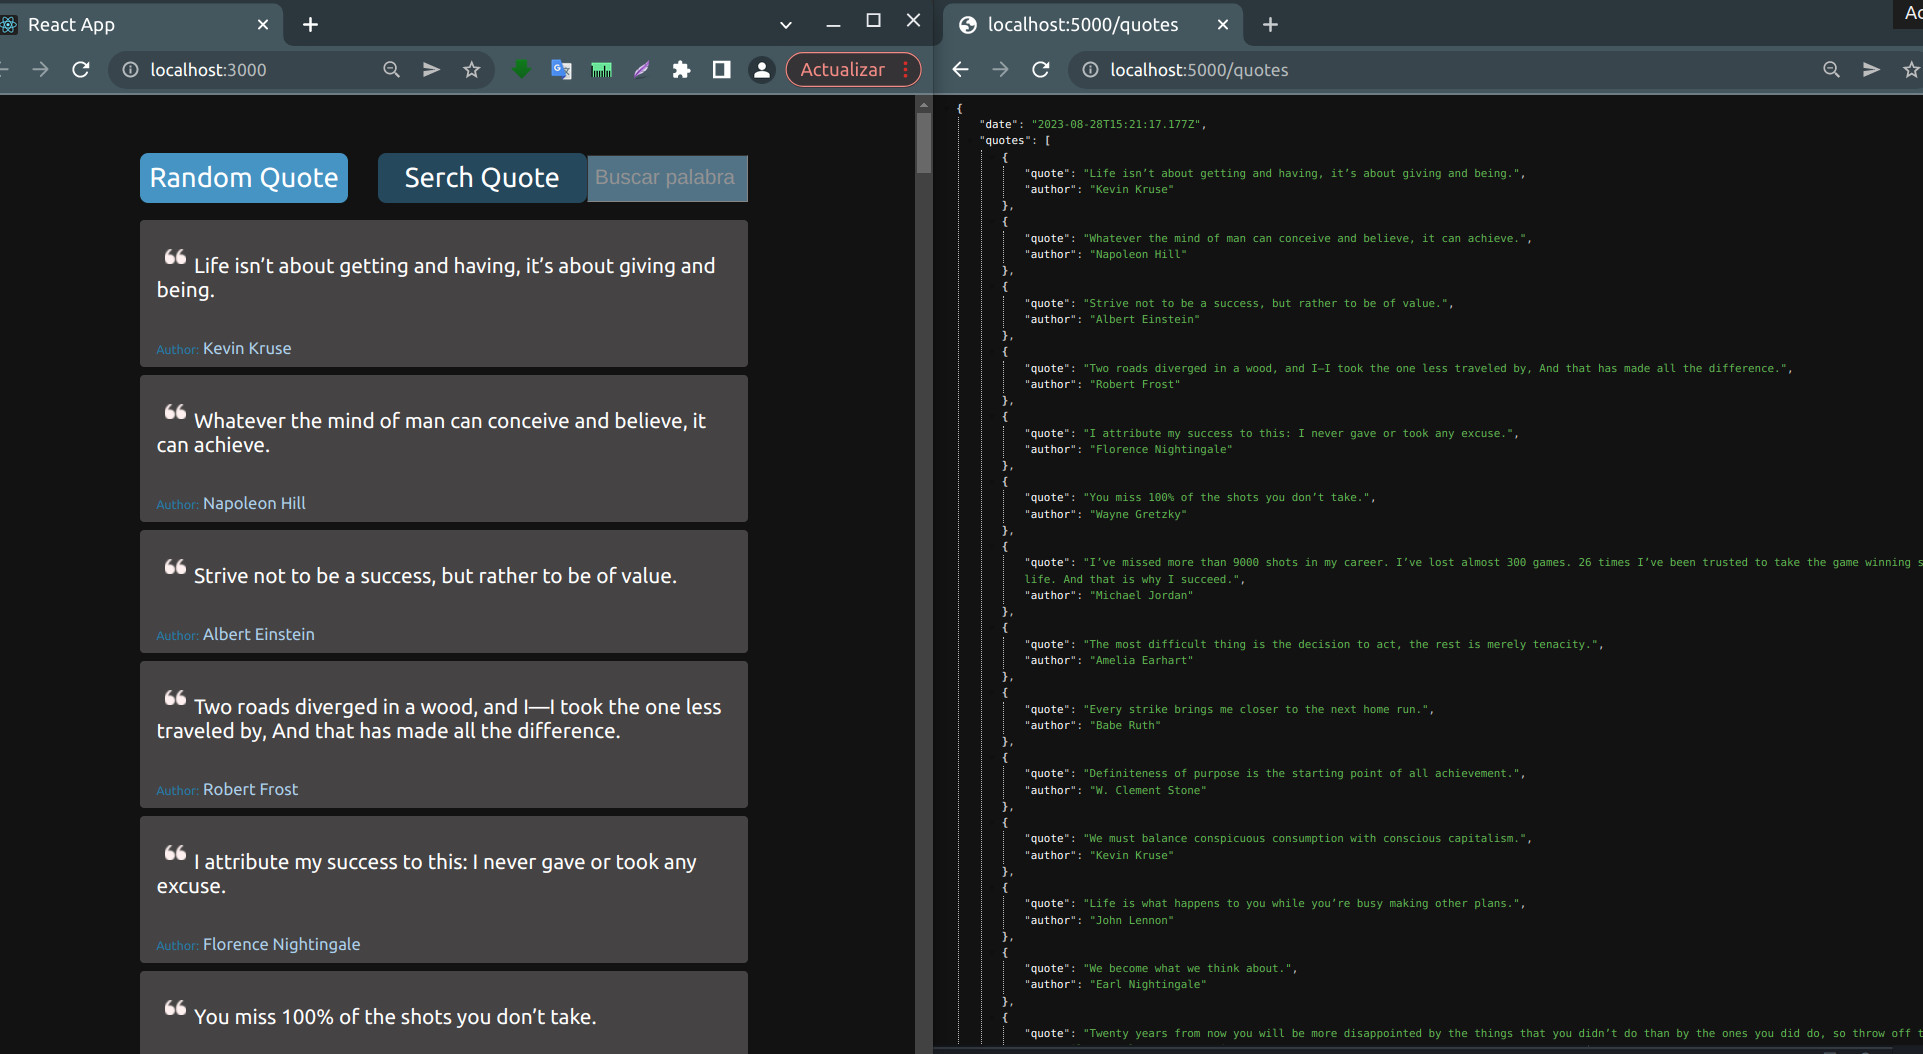 React App
localhost:3000
Actualizar
Random Quote
Serch Quote
Buscar palabra
“ Life isn’t about getting and having, it’s about giving and
being.
Author: Kevin Kruse
“ Whatever the mind of man can conceive and believe, it
can achieve.
Author: Napoleon Hill
“ Strive not to be a success, but rather to be of value.
Author: Albert Einstein
“ Two roads diverged in a wood, and I—I took the one less
traveled by, And that has made all the difference.
Author: Robert Frost
“ I attribute my success to this: I never gave or took any
excuse.
Author: Florence Nightingale
“ You miss 100% of the shots you don’t take.
localhost:5000/quotes
Ac
localhost:5000/quotes
{
"date": "2023-08-28T15:21:17.177Z",
"quotes": [
{
"quote": "Life isn’t about getting and having, it’s about giving and being.",
"author": "Kevin Kruse"
},
{
"quote": "Whatever the mind of man can conceive and believe, it can achieve.",
"author": "Napoleon Hill"
},
{
"quote": "Strive not to be a success, but rather to be of value.",
"author": "Albert Einstein"
},
{
"quote": "Two roads diverged in a wood, and I—I took the one less traveled by, And that has made all the difference.",
"author": "Robert Frost"
},
{
"quote": "I attribute my success to this: I never gave or took any excuse.",
"author": "Florence Nightingale"
},
{
"quote": "You miss 100% of the shots you don’t take.",
"author": "Wayne Gretzky"
},
{
"quote": "I’ve missed more than 9000 shots in my career. I’ve lost almost 300 games. 26 times I’ve been trusted to take the game winning s
life. And that is why I succeed.",
"author": "Michael Jordan"
},
{
"quote": "The most difficult thing is the decision to act, the rest is merely tenacity.",
"author": "Amelia Earhart"
},
{
"quote": "Every strike brings me closer to the next home run.",
"author": "Babe Ruth"
},
{
"quote": "Definiteness of purpose is the starting point of all achievement.",
"author": "W. Clement Stone"
},
{
"quote": "We must balance conspicuous consumption with conscious capitalism.",
"author": "Kevin Kruse"
},
{
"quote": "Life is what happens to you while you’re busy making other plans.",
"author": "John Lennon"
},
{
"quote": "We become what we think about.",
"author": "Earl Nightingale"
},
{
"quote": "Twenty years from now you will be more disappointed by the things that you didn’t do than by the ones you did do, so throw off t